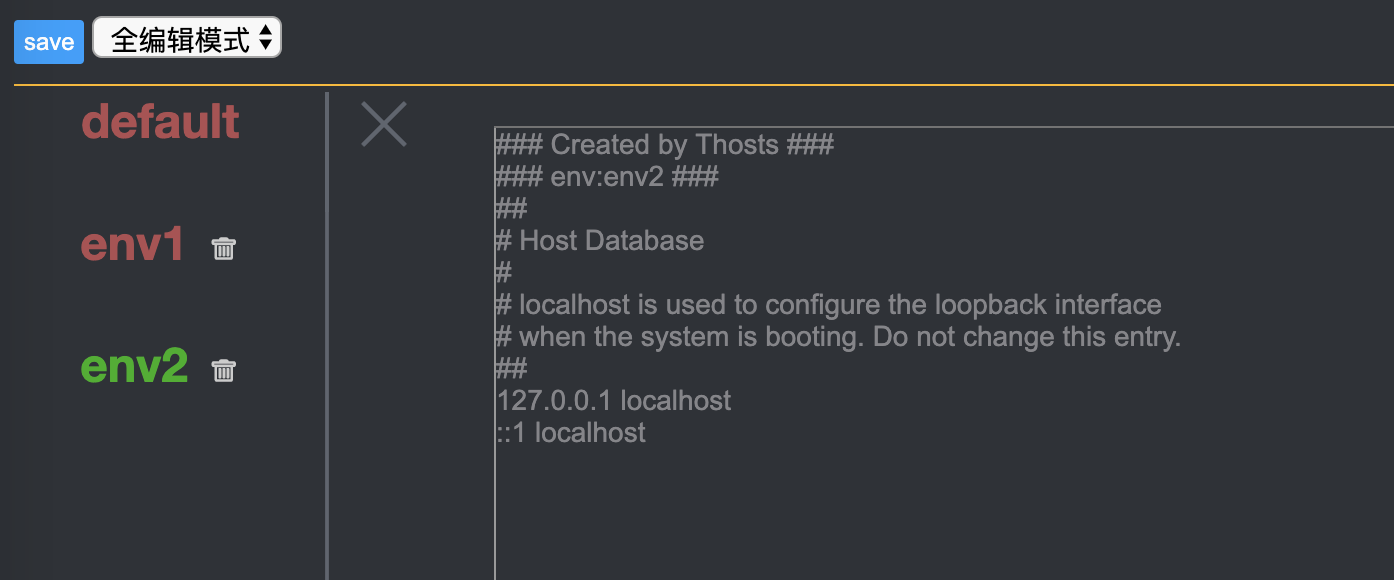 save 全编辑模式
default
env1
env2
### Created by Thosts ###
### env:env2 ###
##
# Host Database
#
# localhost is used to configure the loopback interface
# when the system is booting. Do not change this entry.
##
127.0.0.1 localhost
::1 localhost